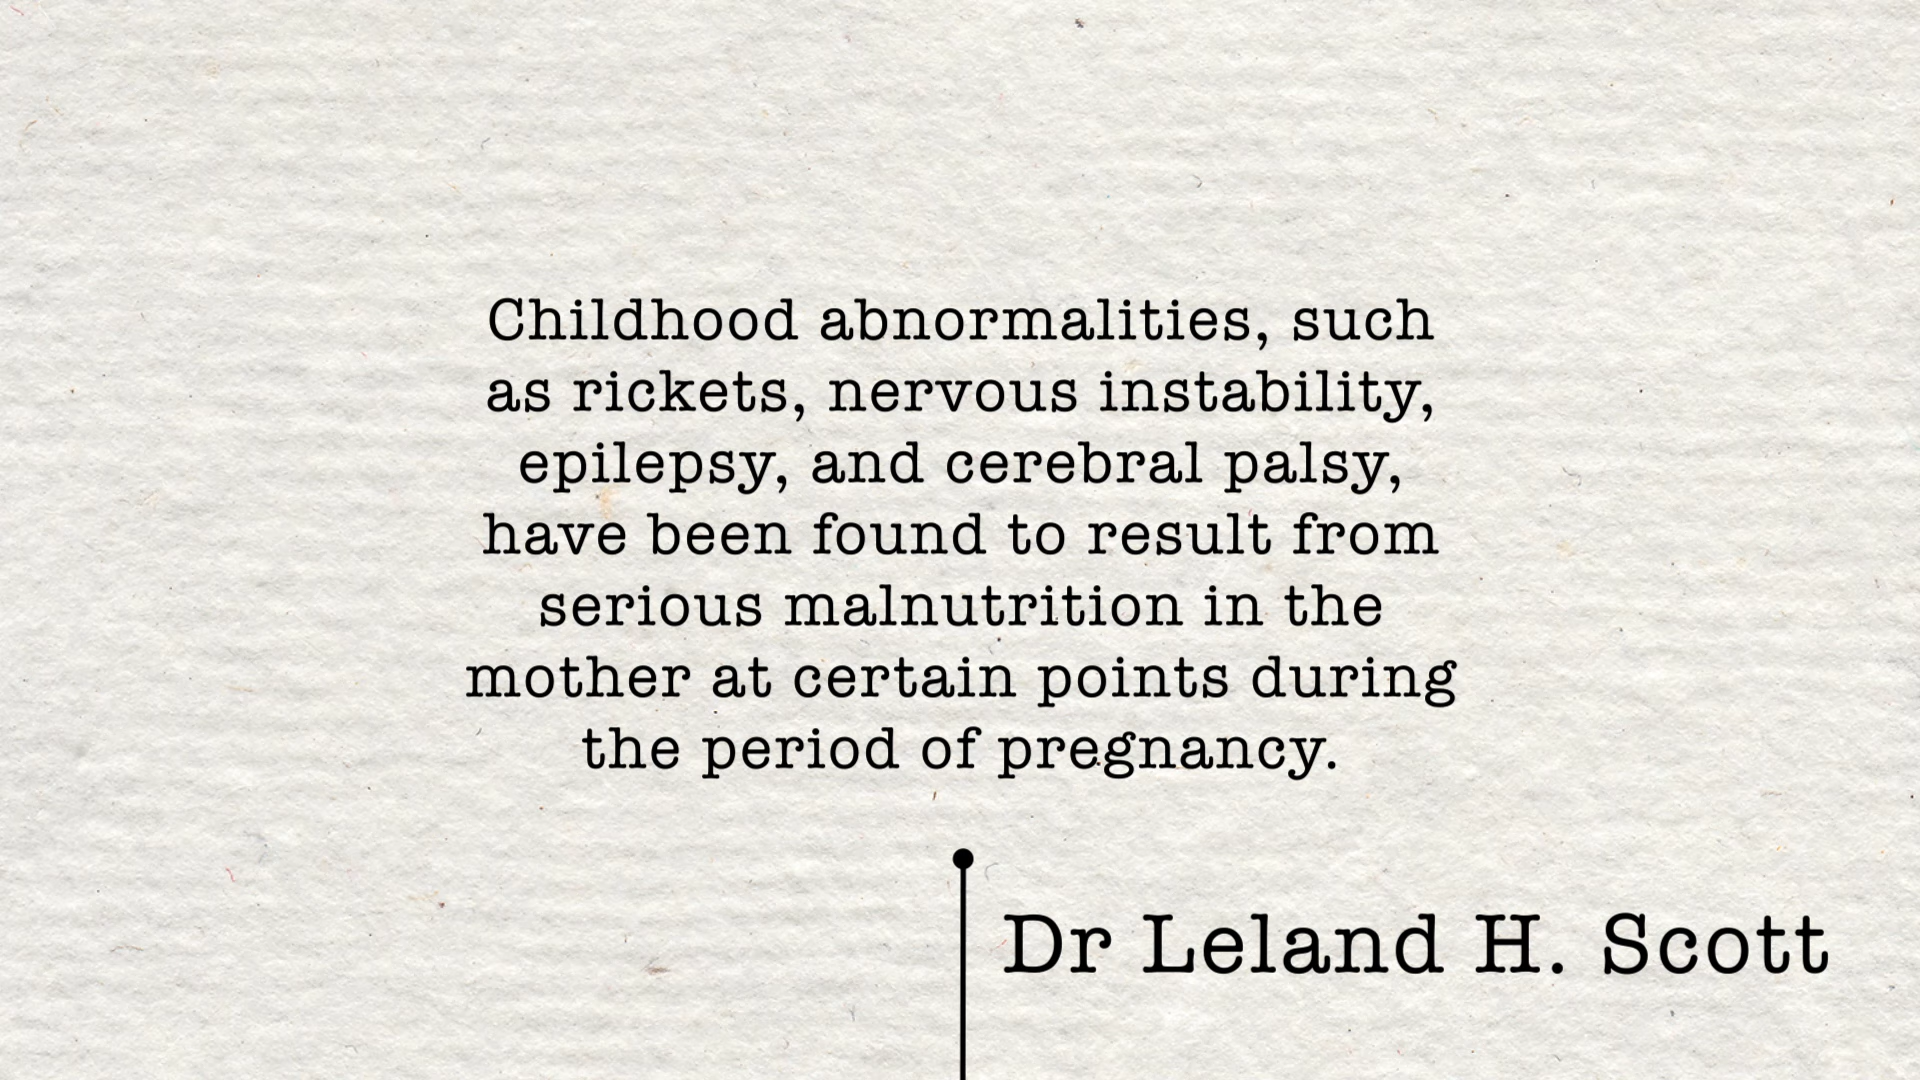 Childhood abnormalities, such
as rickets, nervous instability,
epilepsy, and cerebral palsy,
have been found to result from
serious malnutrition in the
mother at certain points during
the period of pregnancy.
Dr Leland H. Scott